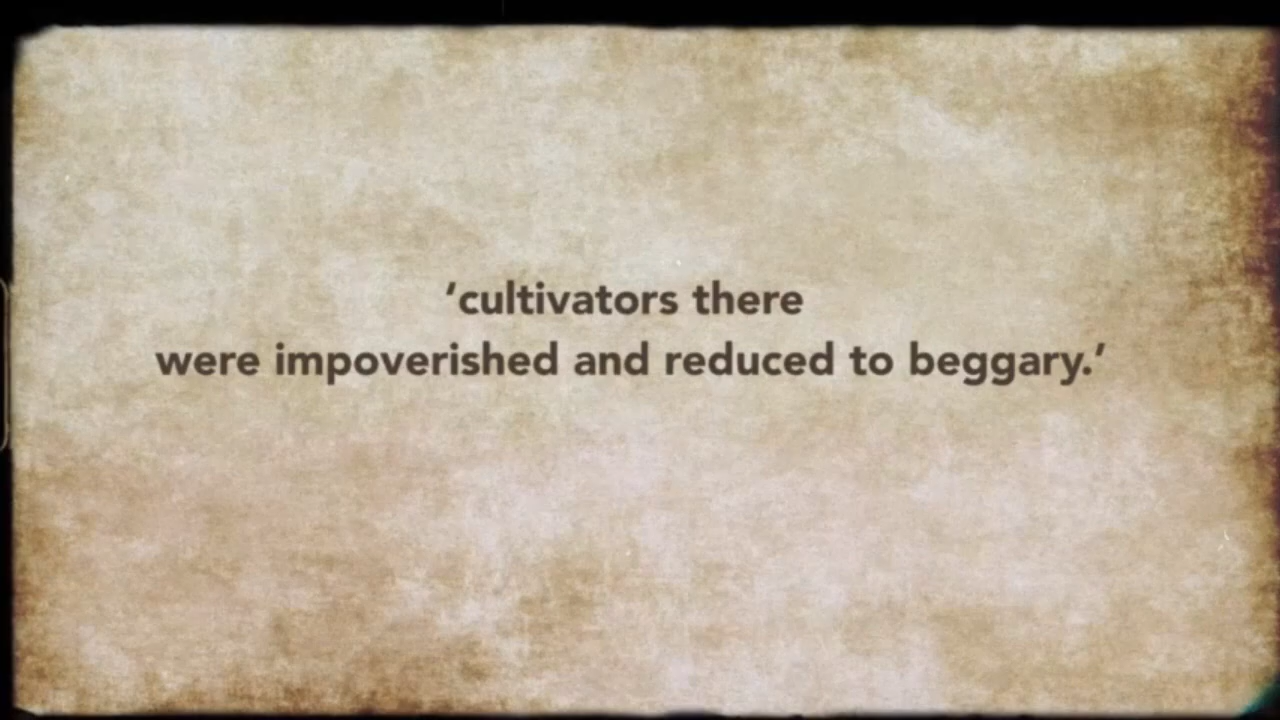 ‘cultivators there
were impoverished and reduced to beggary.’